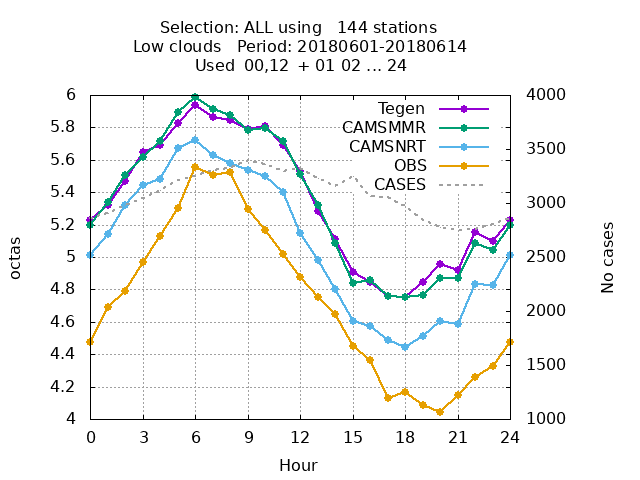 Selection: ALL using   144 stations
Low clouds   Period: 20180601-20180614
Used  00,12  + 01 02 ... 24
6 4000
5.8 Tegen
CAMSMMR
5.6 CAMSNRT 3500
OBS
5.4 CASES
5.2 3000
5 2500
octas No cases
4.8 2000
4.6
4.4 1500
4.2
4 1000
0 3 6 9 12 15 18 21 24
Hour